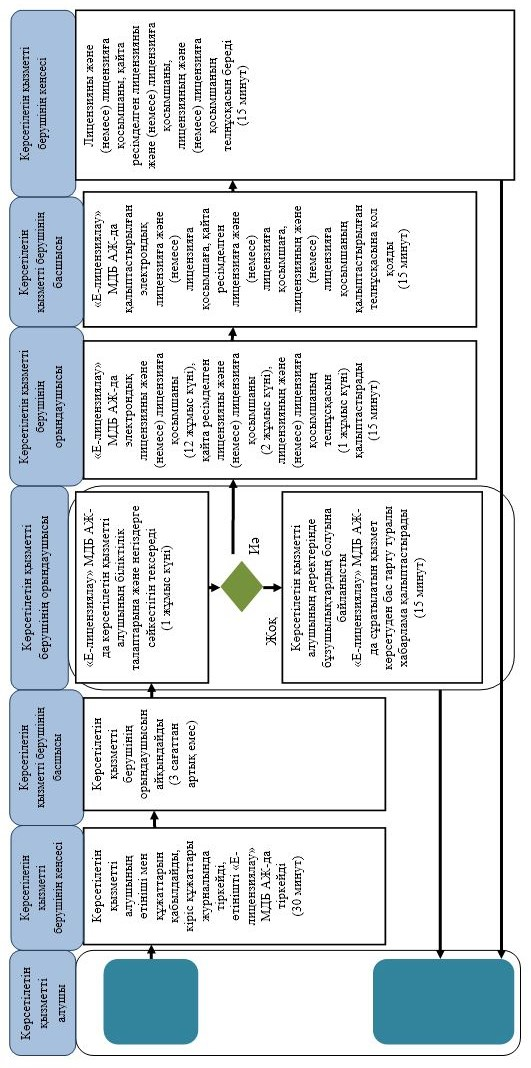 Көрсетілетін
қызметті
алушы
Көрсетілетін
қызметті
берушінің кеңсесі
Көрсетілетін
қызметті берушінің
басшысы
Көрсетілетін қызметті
берушінің орындаушысы
Көрсетілетін қызметті
берушінің
орындаушысы
Көрсетілетін
қызметті берушінің
басшысы
Көрсетілетін қызметті
берушінің кеңсесі
Көрсетілетін
қызметті
алушының
өтініші мен
құжаттарын
қабылдайды,
кіріс құжаттары
журналында
тіркейді,
өтінішті «Е-
лицензиялау»
МДБ АЖ-да
тіркейді
(30 минут)
Көрсетілетін
қызметті
берушінің
орындаушысын
айқындайды
(3 сағаттан
артық емес)
«Е-лицензиялау» МДБ АЖ-
да көрсетілетін қызметті
алушының біліктілік
талаптарына және негіздерге
сәйкестігін тексереді
(1 жұмыс күні)
Жоқ
Иә
Көрсетілетін қызметті
алушының деректерінде
бұзушылықтардың болуына
байланысты
«Е-лицензиялау» МДБ АЖ-
да сұратылатын қызмет
көрсетуден бас тарту туралы
хабарлама қалыптастырады
(15 минут)
«Е-лицензиялау»
МДБ АЖ-да
электрондық
лицензияны және
(немесе) лицензияға
қосымшаны
(12 жұмыс күні),
қайта ресімделген
лицензияны және
(немесе) лицензияға
қосымшаны
(2 жұмыс күні),
лицензияның және
(немесе) лицензияға
қосымшаның
телнұсқасын
(1 жұмыс күні)
қалыптастырады
(15 минут)
«Е-лицензиялау»
МДБ АЖ-да
қалыптастырылған
электрондық
лицензияға және
(немесе)
лицензияға
қосымшаға, қайта
ресімделген
лицензияға және
(немесе)
лицензияға
қосымшаға,
лицензияның және
(немесе)
лицензияға
қосымшаның
қалыптастырылған
телнұсқасына қол
қояды
(15 минут)
Лицензияны және
(немесе) лицензияға
қосымшаны, қайта
ресімделген лицензияны
және (немесе) лицензияға
қосымшаны,
лицензияның және
(немесе) лицензияға
қосымшаның
телнұсқасын береді
(15 минут)